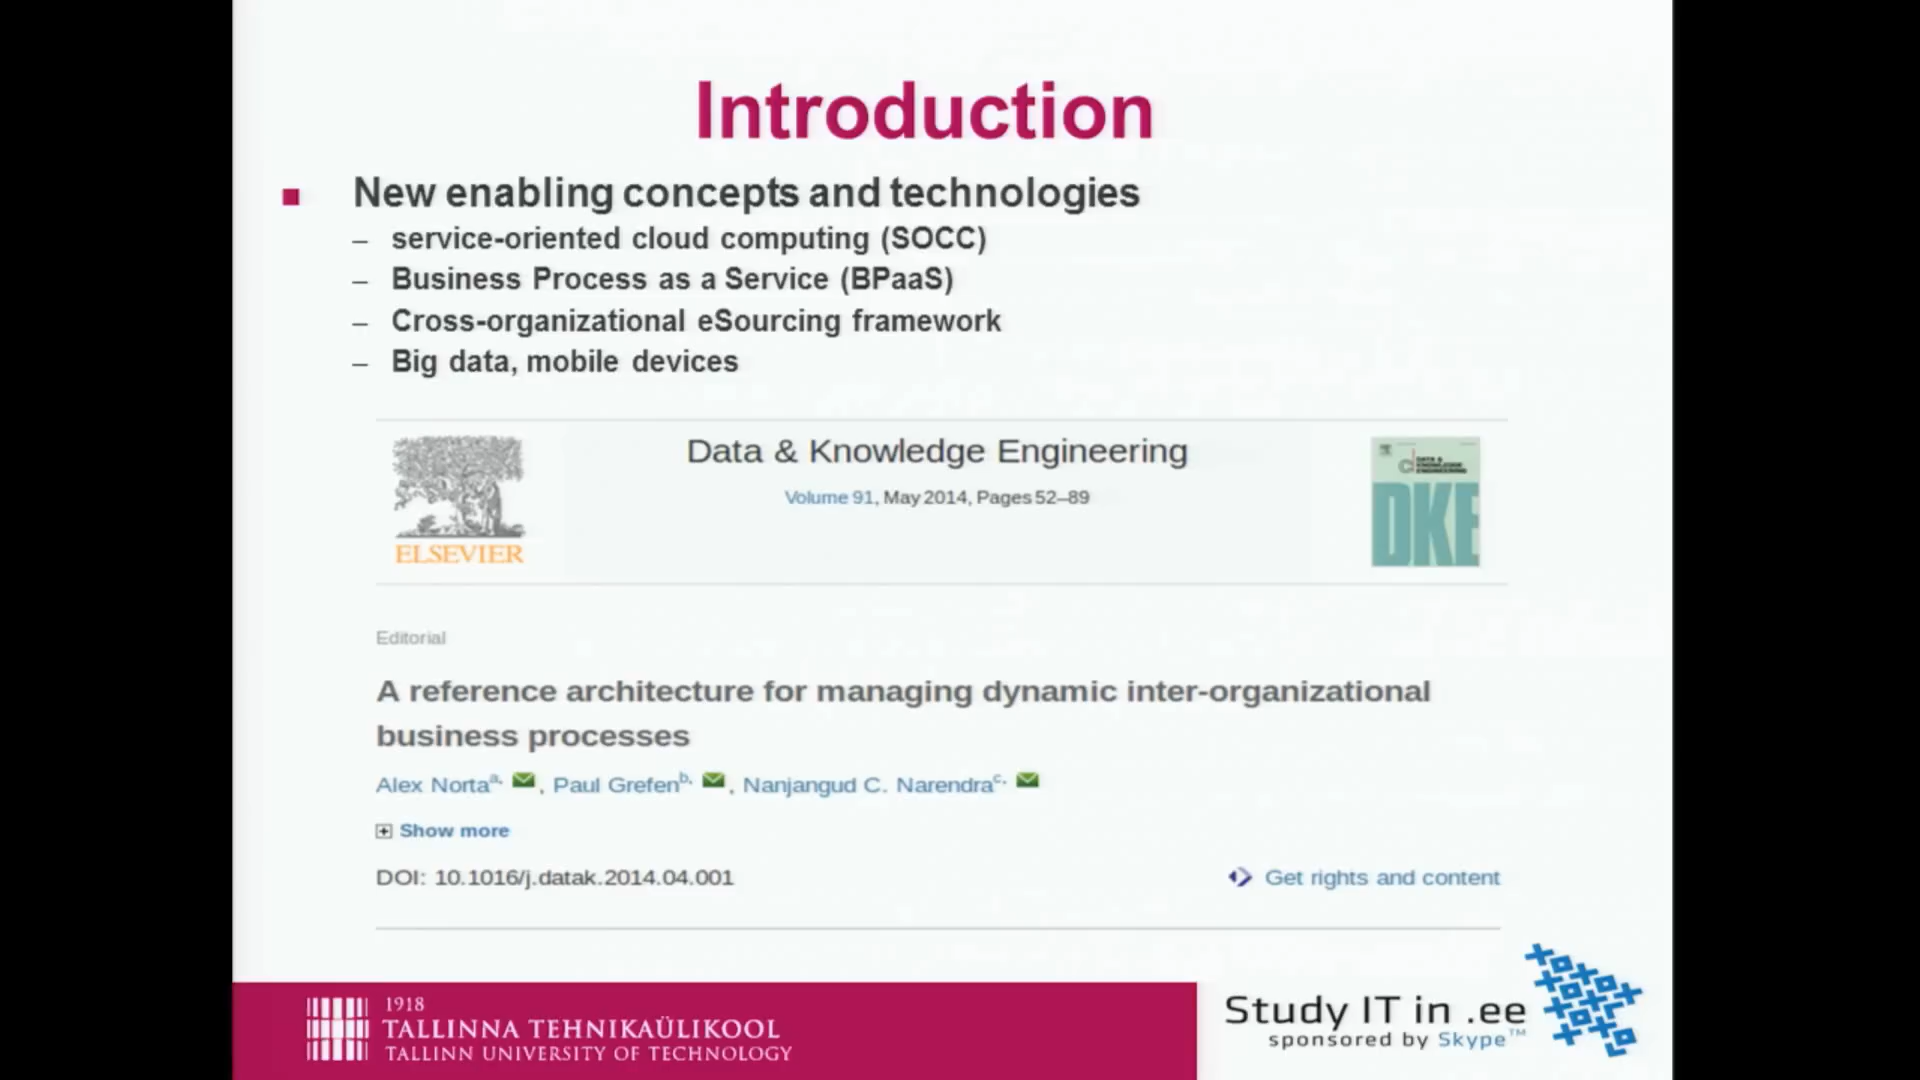 Introduction
New enabling concepts and technologies
– service-oriented cloud computing (SOCC)
– Business Process as a Service (BPaaS)
– Cross-organizational eSourcing framework
– Big data, mobile devices
Data & Knowledge Engineering
Volume 91, May 2014, Pages 52–89
ELSEVIER
DATA &
KNOWLEDGE
ENGINEERING
DKE
Editorial
A reference architecture for managing dynamic inter-organizational
business processes
Alex Norta a, , Paul Grefen b, , Nanjangud C. Narendra c,
Show more
DOI: 10.1016/j.datak.2014.04.001
Get rights and content
1918
TALLINNA TEHNIKAÜLIKOOL
TALLINN UNIVERSITY OF TECHNOLOGY
Study IT in .ee
sponsored by Skype™